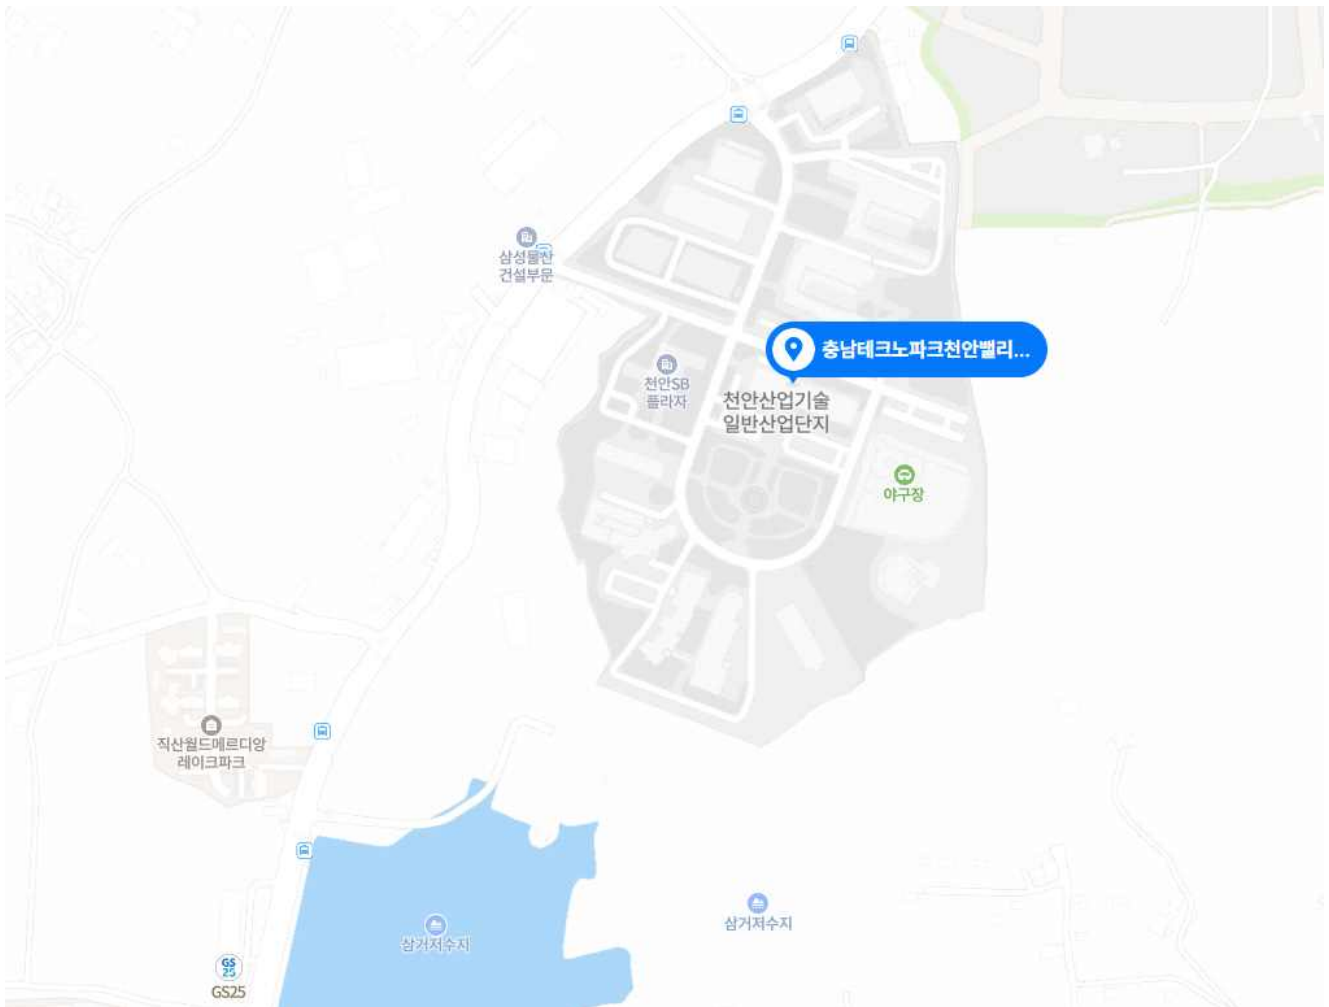 삼성물산
건설부문
충남테크노파크천안밸리...
천안SB
플라자
천안산업기술
일반산업단지
야구장
직산월드메르디앙
레이크파크
삼거저수지
삼거저수지
GS
25
GS25